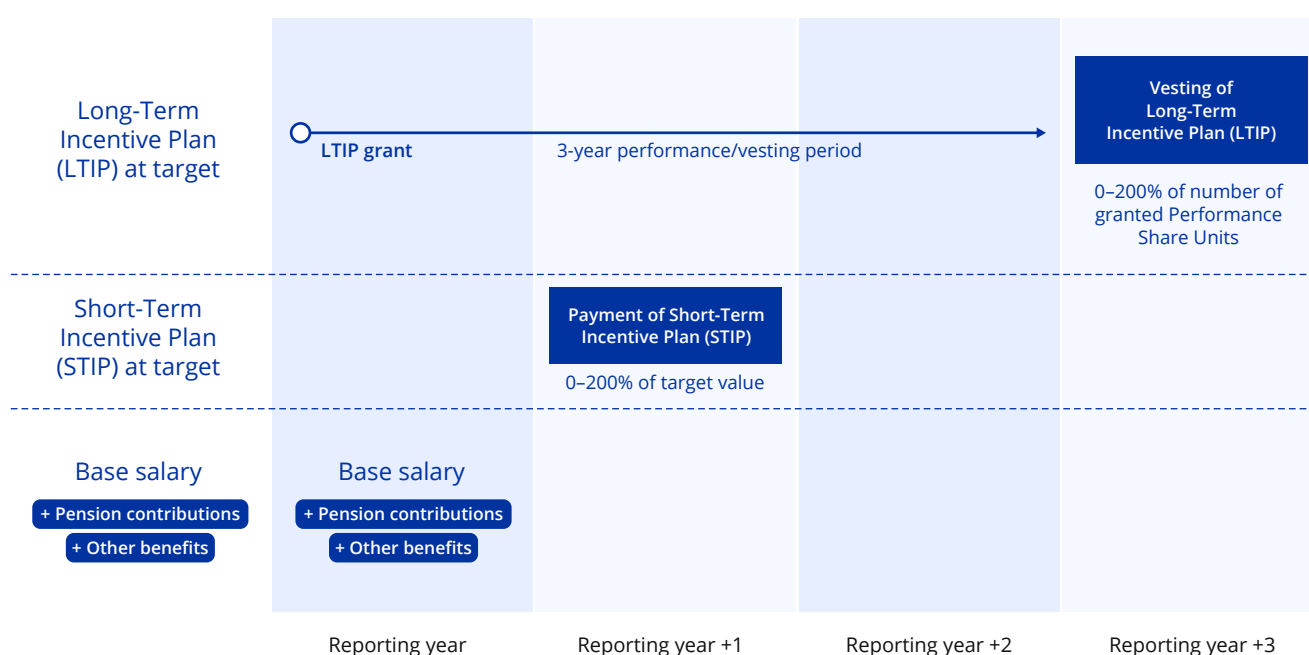 Long-Term
Incentive Plan
(LTIP) at target
LTIP grant
3-year performance/vesting period
Vesting of
Long-Term
Incentive Plan (LTIP)
0–200% of number of
granted Performance
Share Units
Short-Term
Incentive Plan
(STIP) at target
Payment of Short-Term
Incentive Plan (STIP)
0–200% of target value
Base salary
+ Pension contributions
+ Other benefits
Base salary
+ Pension contributions
+ Other benefits
Reporting year
Reporting year +1
Reporting year +2
Reporting year +3